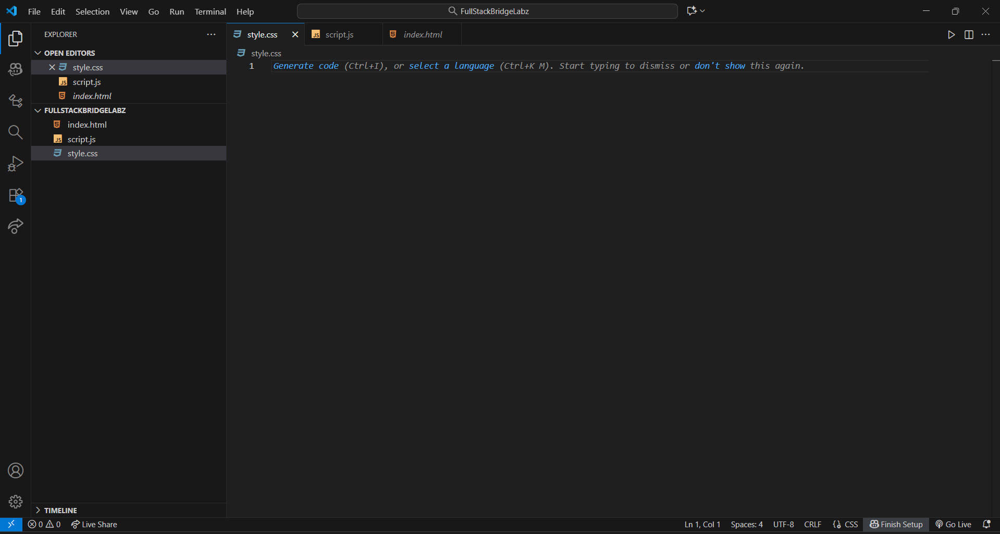 File Edit Selection View Go Run Terminal Help
FullStackBridgeLabz
EXPLORER
OPEN EDITORS
style.css
script.js
index.html
FULLSTACKBRIDGELABZ
index.html
JS script.js
style.css
1
TIMELINE
style.css
JS script.js
index.html
style.css
1 Generate code (Ctrl+I), or select a language (Ctrl+K M). Start typing to dismiss or don't show this again.
0 0 Live Share
Ln 1, Col 1 Spaces: 4 UTF-8 CRLF {} CSS Finish Setup Go Live